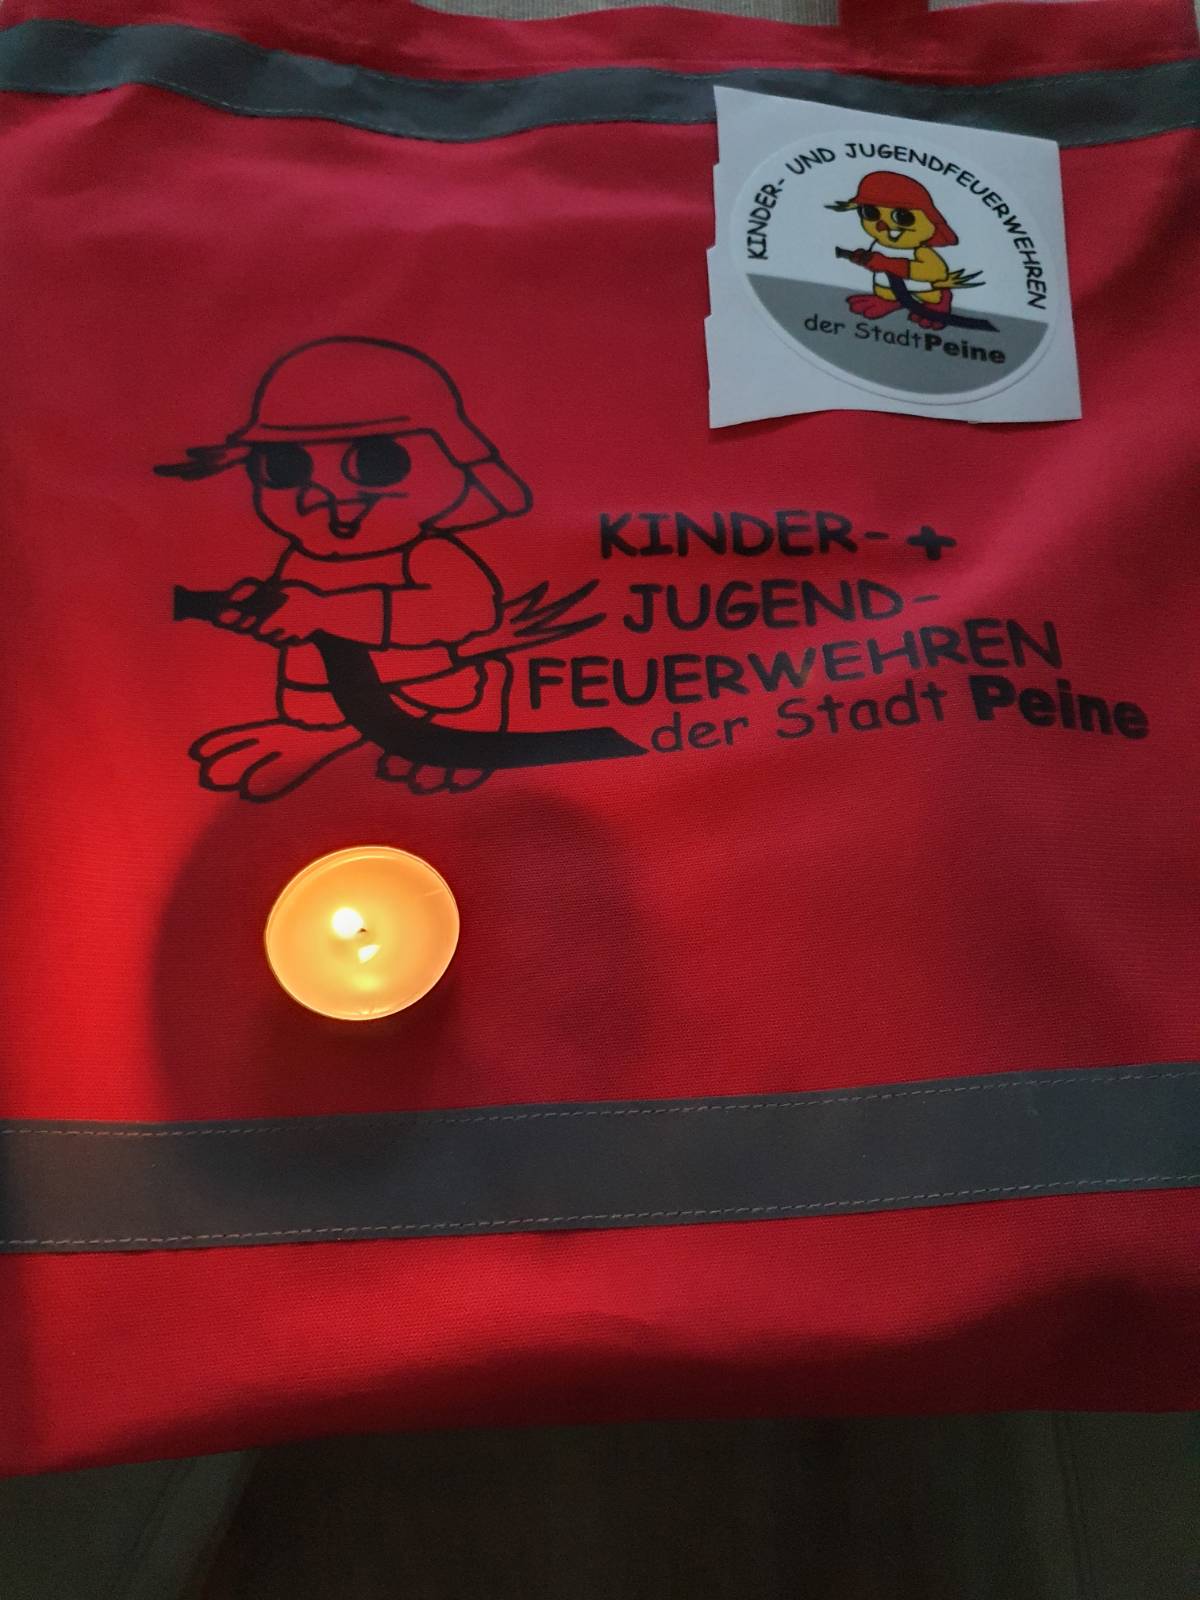 KINDER- UND JUGENDFEUERWEHREN
der Stadt Peine
KINDER- +
JUGEND-
FEUERWEHREN
der Stadt Peine